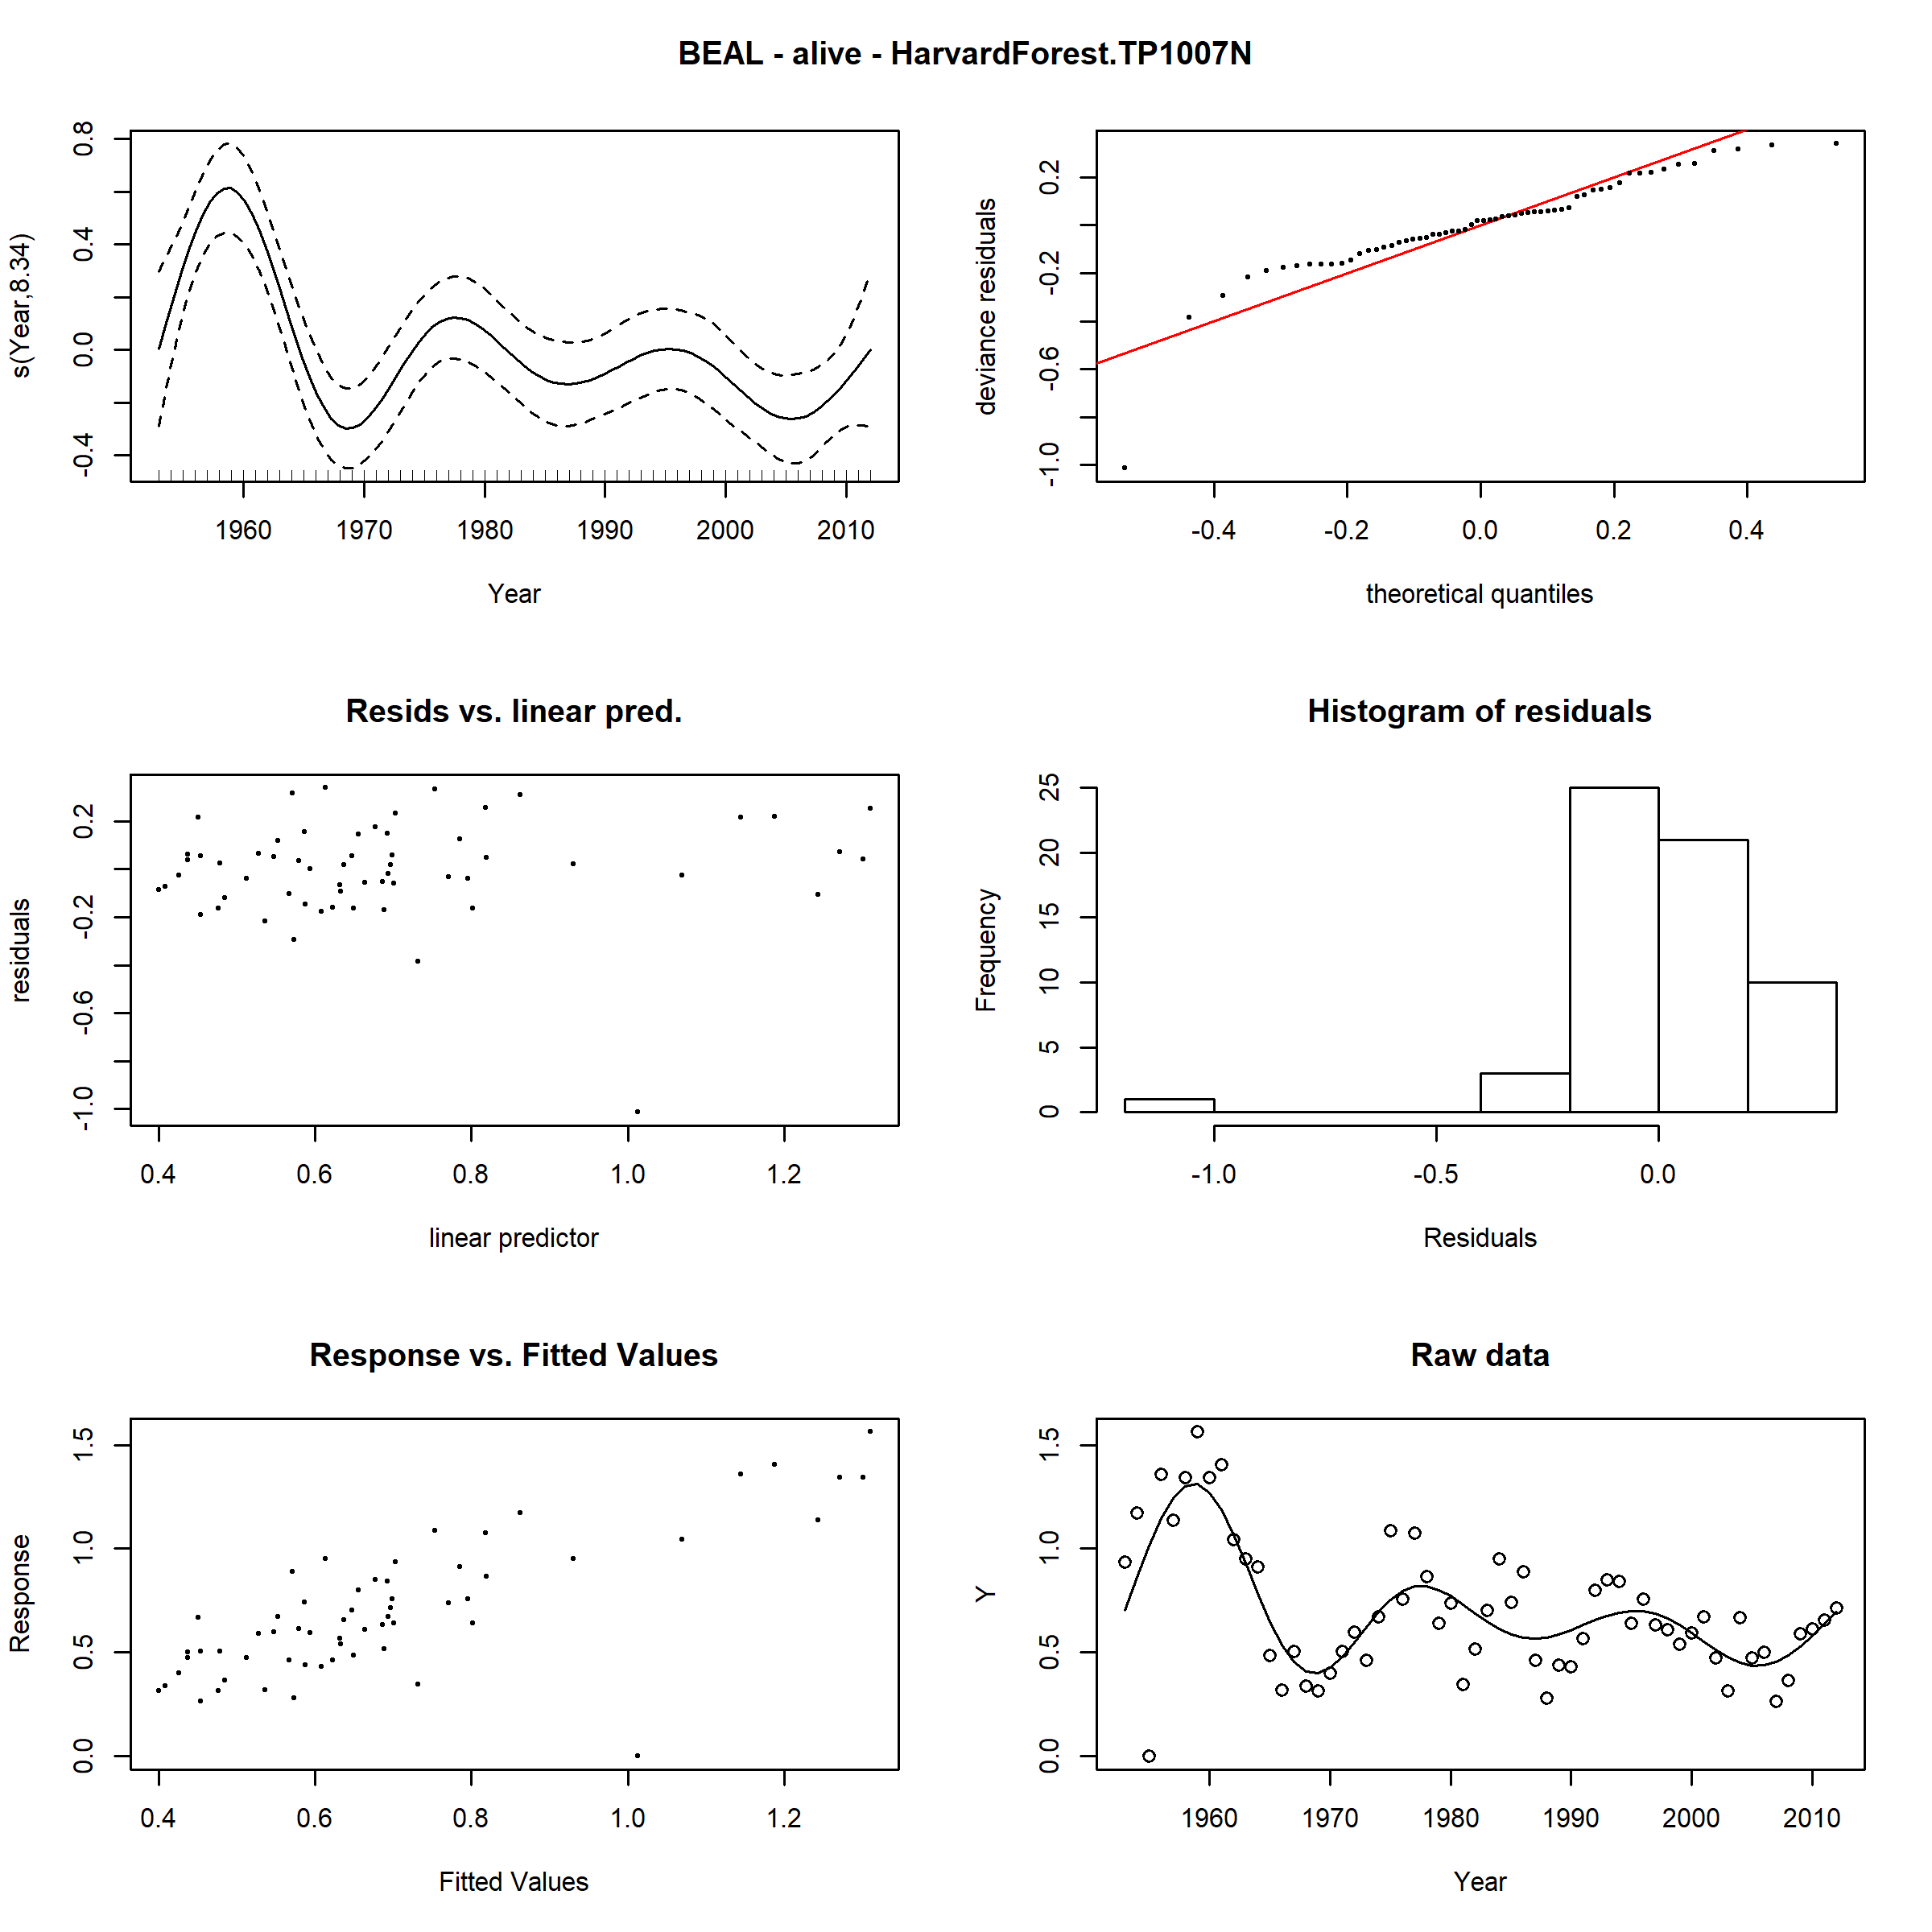 BEAL - alive - HarvardForest.TP1007N
s(Year,8.34)
-0.4 0.0 0.4 0.8
1960 1970 1980 1990 2000 2010
Year
deviance residuals
-1.0 -0.6 -0.2 0.2
-0.4 -0.2 0.0 0.2 0.4
theoretical quantiles
Resids vs. linear pred.
residuals
-1.0 -0.6 -0.2 0.2
0.4 0.6 0.8 1.0 1.2
linear predictor
Histogram of residuals
Frequency
0 5 10 15 20 25
-1.0 -0.5 0.0
Residuals
Response vs. Fitted Values
Response
0.0 0.5 1.0 1.5
0.4 0.6 0.8 1.0 1.2
Fitted Values
Raw data
Y
0.0 0.5 1.0 1.5
1960 1970 1980 1990 2000 2010
Year